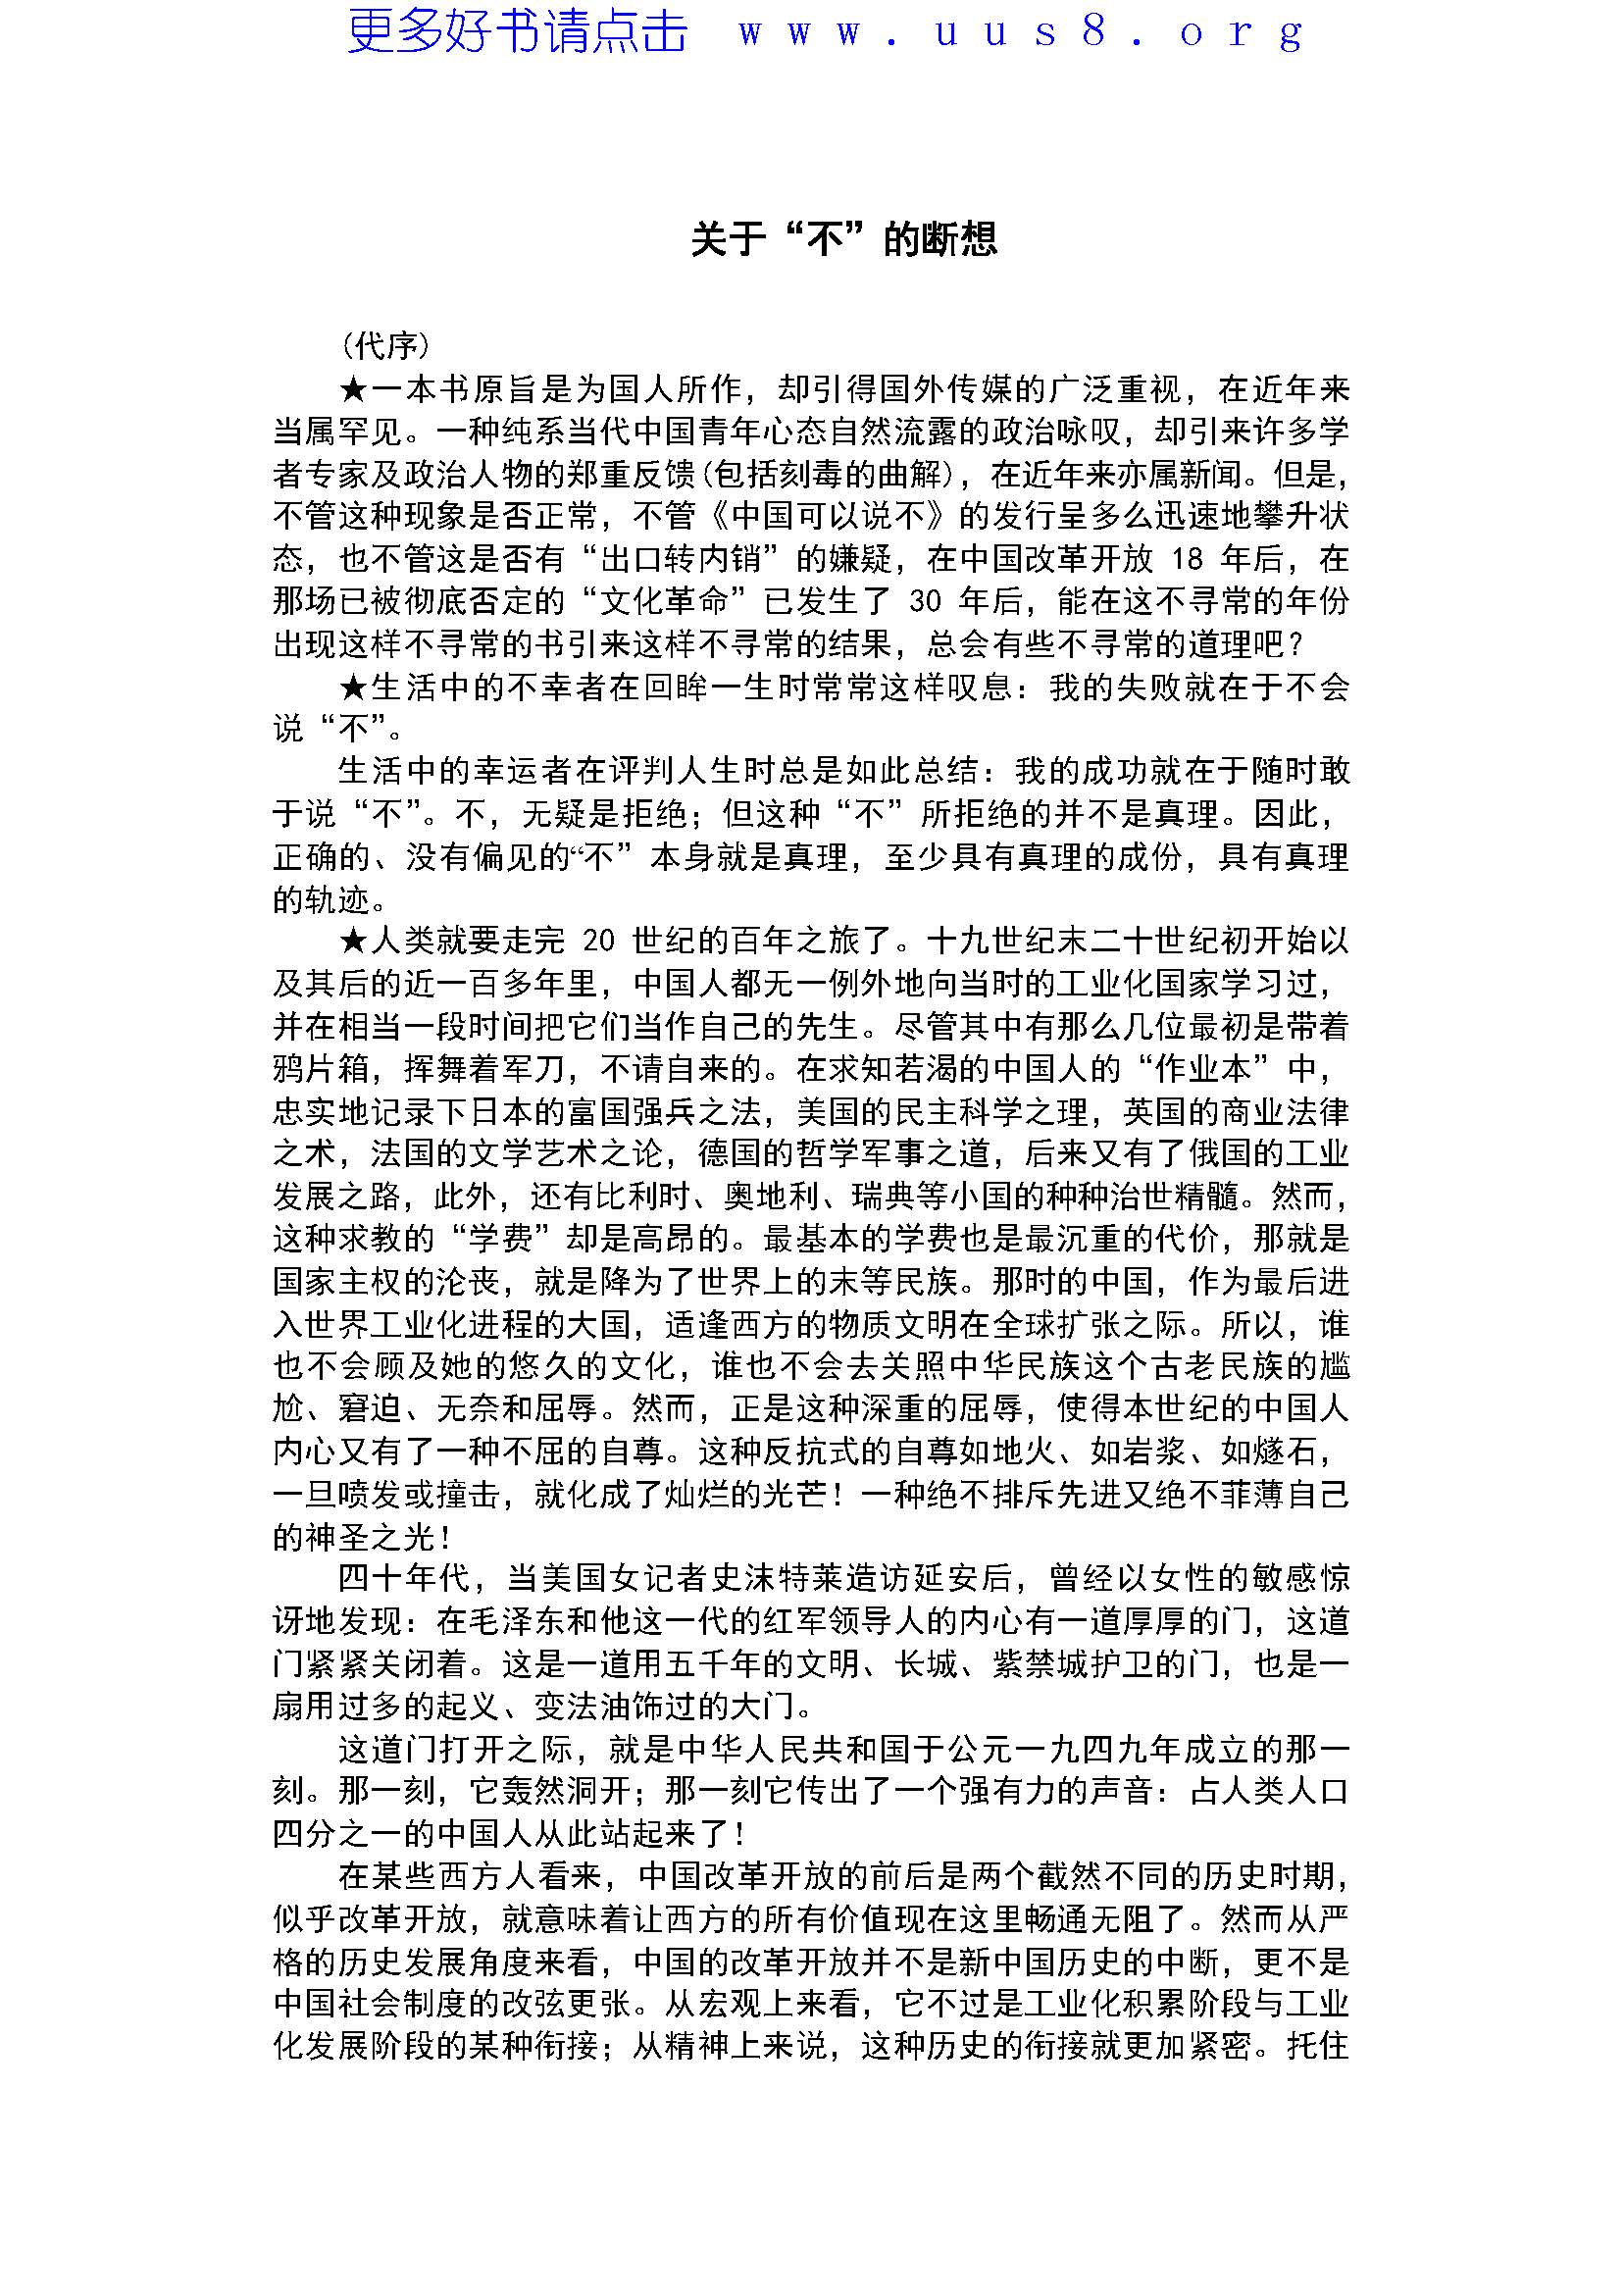 更多好书请点击 www.uus8.org
关于“不”的断想
(代序)
★一本书原旨是为国人所作，却引得国外传媒的广泛重视，在近年来
当属罕见。一种纯系当代中国青年心态自然流露的政治咏叹，却引来许多学
者专家及政治人物的郑重反馈(包括刻毒的曲解)，在近年来亦属新闻。但是，
不管这种现象是否正常，不管《中国可以说不》的发行呈多么迅速地攀升状
态，也不管这是否有“出口转内销”的嫌疑，在中国改革开放 18 年后，在
那场已被彻底否定的“文化革命”已发生了 30 年后，能在这不寻常的年份
出现这样不寻常的书引来这样不寻常的结果，总会有些不寻常的道理吧？
★生活中的不幸者在回眸一生时常常这样叹息：我的失败就在于不会
说“不”。
生活中的幸运者在评判人生时总是如此总结：我的成功就在于随时敢
于说“不”。不，无疑是拒绝；但这种“不”所拒绝的并不是真理。因此，
正确的、没有偏见的“不”本身就是真理，至少具有真理的成份，具有真理
的轨迹。
★人类就要走完 20 世纪的百年之旅了。十九世纪末二十世纪初开始以
及其后的近一百多年里，中国人都无一例外地向当时的工业化国家学习过，
并在相当一段时间把它们当作自己的先生。尽管其中有那么几位最初是带着
鸦片箱，挥舞着军刀，不请自来的。在求知若渴的中国人的“作业本”中，
忠实地记录下日本的富国强兵之法，美国的民主科学之理，英国的商业法律
之术，法国的文学艺术之论，德国的哲学军事之道，后来又有了俄国的工业
发展之路，此外，还有比利时、奥地利、瑞典等小国的种种治世精髓。然而，
这种求教的“学费”却是高昂的。最基本的学费也是最沉重的代价，那就是
国家主权的沦丧，就是降为了世界上的末等民族。那时的中国，作为最后进
入世界工业化进程的大国，适逢西方的物质文明在全球扩张之际。所以，谁
也不会顾及她的悠久的文化，谁也不会去关照中华民族这个古老民族的尴
尬、窘迫、无奈和屈辱。然而，正是这种深重的屈辱，使得本世纪的中国人
内心又有了一种不屈的自尊。这种反抗式的自尊如地火、如岩浆、如燧石，
一旦喷发或撞击，就化成了灿烂的光芒！一种绝不排斥先进又绝不菲薄自己
的神圣之光！
四十年代，当美国女记者史沫特莱造访延安后，曾经以女性的敏感惊
讶地发现：在毛泽东和他这一代的红军领导人的内心有一道厚厚的门，这道
门紧紧关闭着。这是一道用五千年的文明、长城、紫禁城护卫的门，也是一
扇用过多的起义、变法油饰过的大门。
这道门打开之际，就是中华人民共和国于公元一九四九年成立的那一
刻。那一刻，它轰然洞开；那一刻它传出了一个强有力的声音：占人类人口
四分之一的中国人从此站起来了！
在某些西方人看来，中国改革开放的前后是两个截然不同的历史时期，
似乎改革开放，就意味着让西方的所有价值现在这里畅通无阻了。然而从严
格的历史发展角度来看，中国的改革开放并不是新中国历史的中断，更不是
中国社会制度的改弦更张。从宏观上来看，它不过是工业化积累阶段与工业
化发展阶段的某种衔接；从精神上来说，这种历史的衔接就更加紧密。托住